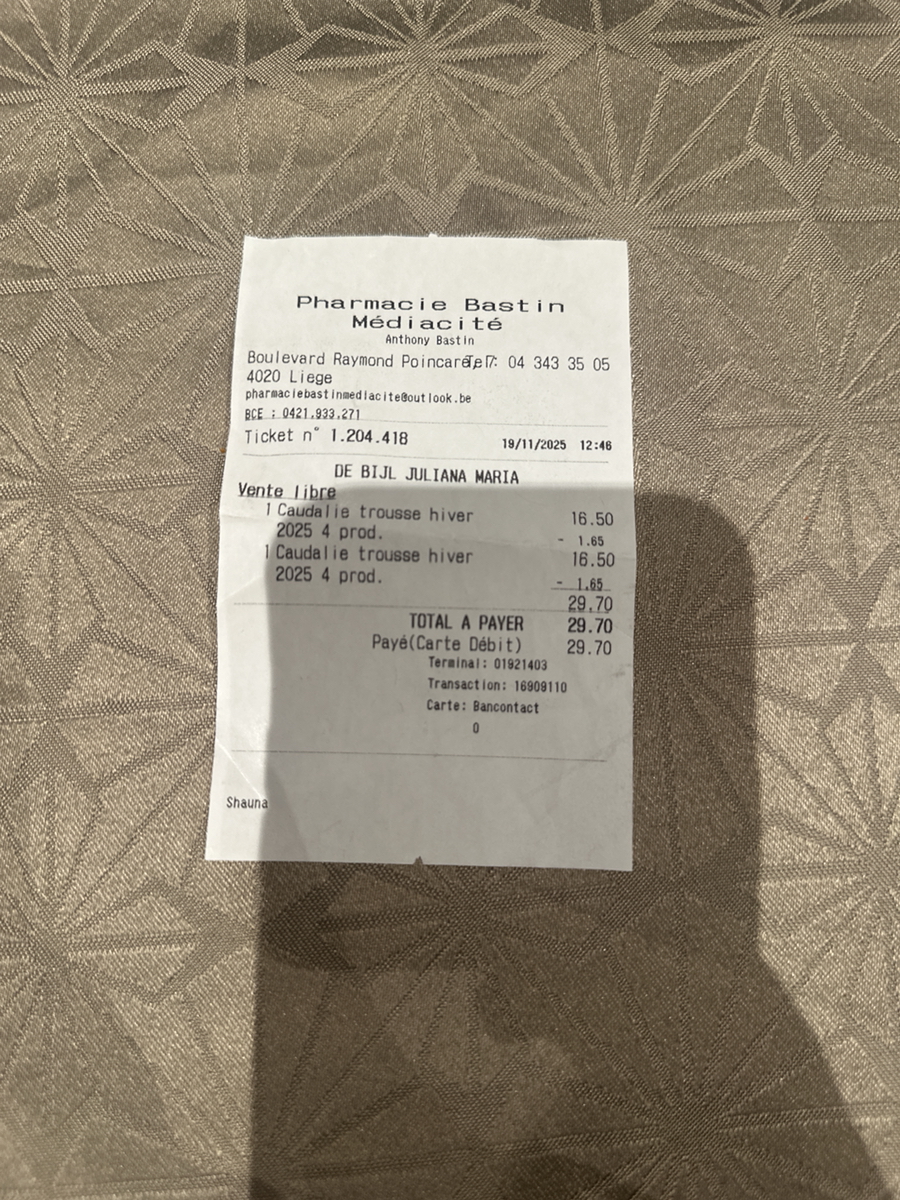 Pharmacie Bastin
Médiacité
Anthony Bastin
Boulevard Raymond Poincaré, 7: 04 343 35 05
4020 Liege
pharmaciebastinmediacite@outlook.be
BCE : 0421.933.271
Ticket n° 1.204.418 19/11/2025 12:46
DE BIJL JULIANA MARIA
Vente libre
1 Caudalie trousse hiver 16.50
2025 4 prod. - 1.65
1 Caudalie trousse hiver 16.50
2025 4 prod. - 1.65
29.70
TOTAL A PAYER 29.70
Payé(Carte Débit) 29.70
Terminal: 01921403
Transaction: 16909110
Carte: Bancontact
0
Shauna